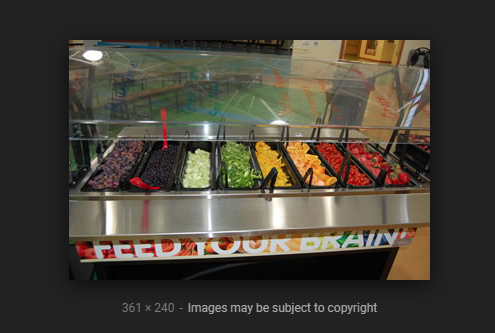 FEED YOUR BRAIN!
361 × 240 - Images may be subject to copyright